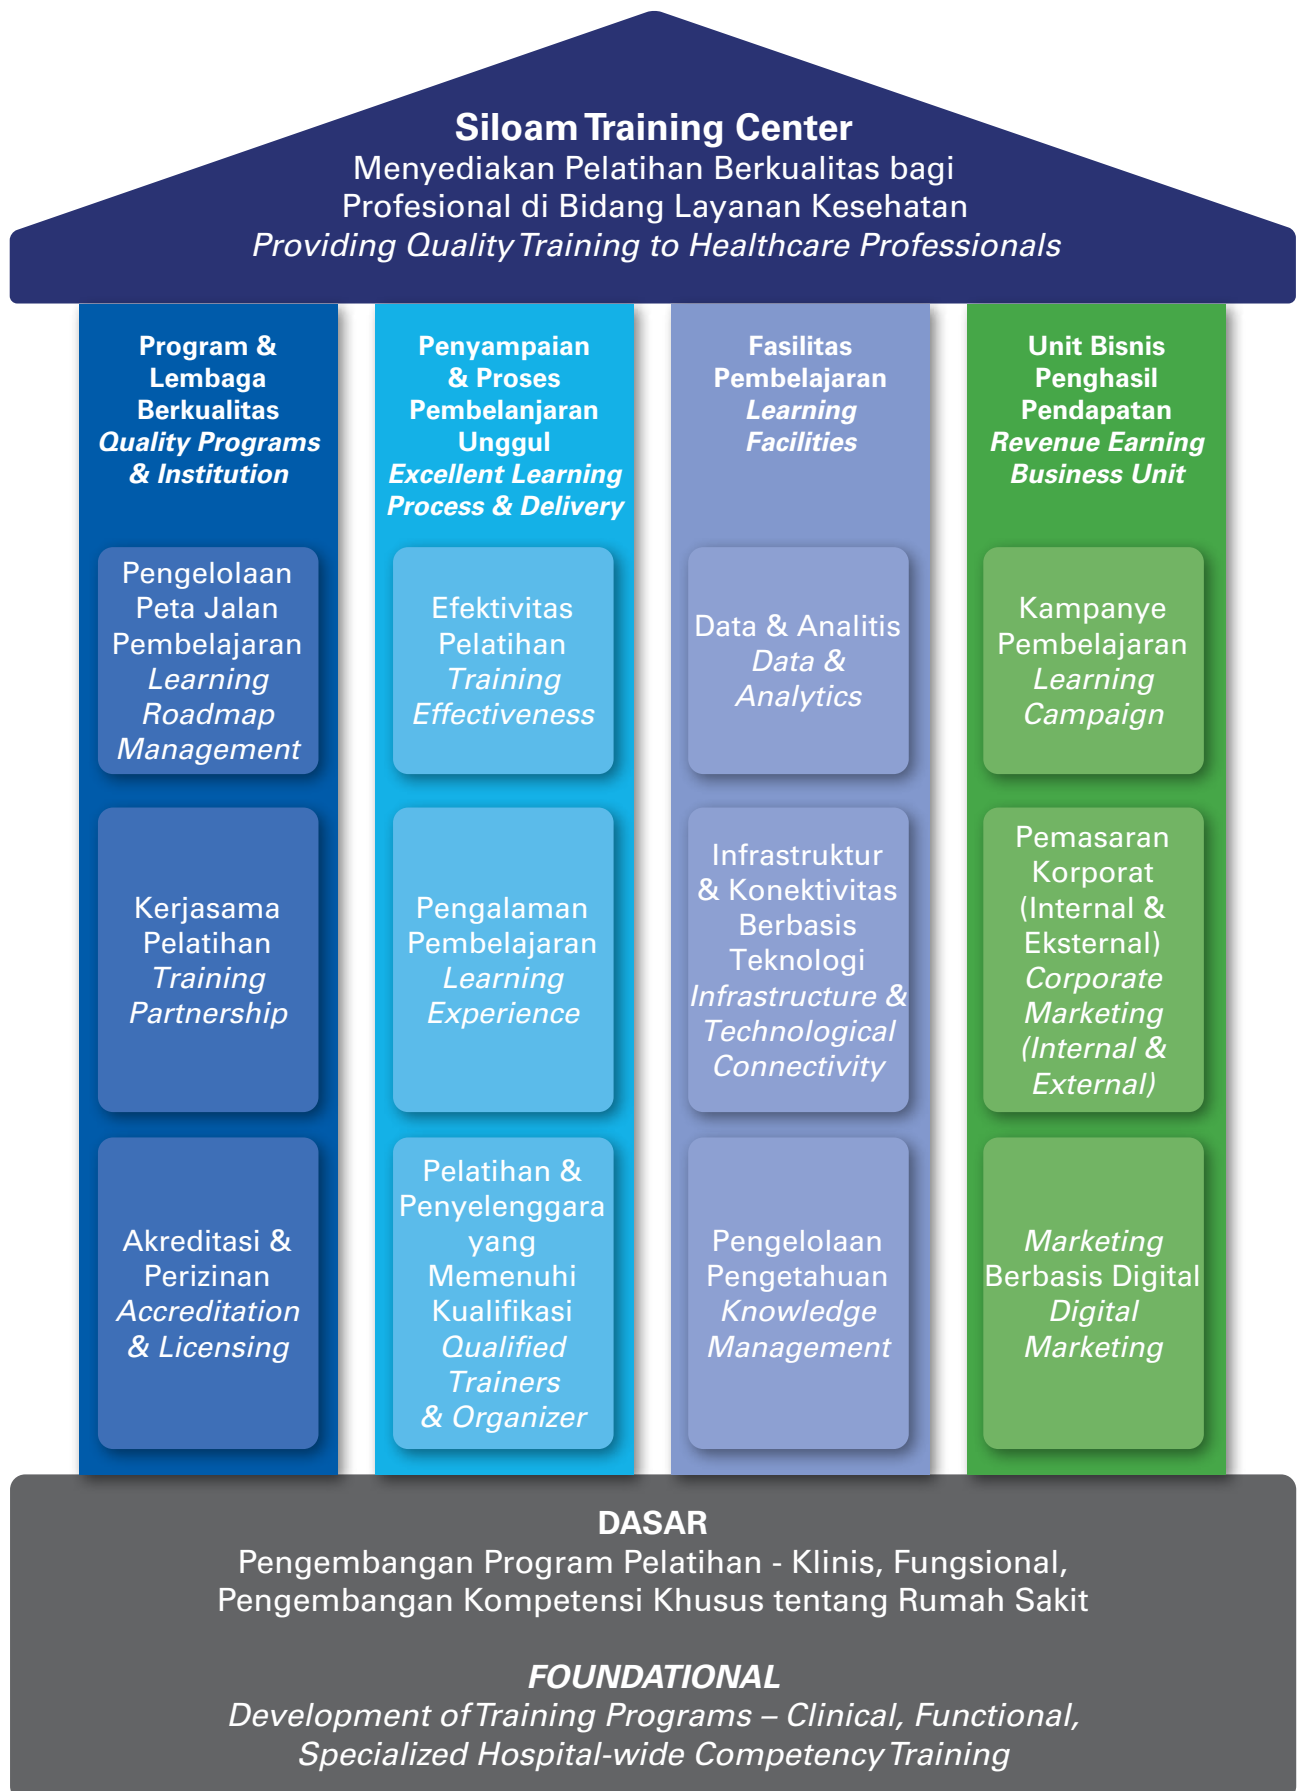 Siloam Training Center
Menyediakan Pelatihan Berkualitas bagi
Profesional di Bidang Layanan Kesehatan
Providing Quality Training to Healthcare Professionals
Program &
Lembaga
Berkualitas
Quality Programs
& Institution
Pengelolaan
Peta Jalan
Pembelajaran
Learning
Roadmap
Management
Kerjasama
Pelatihan
Training
Partnership
Akreditasi &
Perizinan
Accreditation
& Licensing
Penyampaian
& Proses
Pembelanjaran
Unggul
Excellent Learning
Process & Delivery
Efektivitas
Pelatihan
Training
Effectiveness
Pengalaman
Pembelajaran
Learning
Experience
Pelatihan &
Penyelenggara
yang
Memenuhi
Kualifikasi
Qualified
Trainers
& Organizer
Fasilitas
Pembelajaran
Learning
Facilities
Data & Analitis
Data &
Analytics
Infrastruktur
& Konektivitas
Berbasis
Teknologi
Infrastructure &
Technological
Connectivity
Pengelolaan
Pengetahuan
Knowledge
Management
Unit Bisnis
Penghasil
Pendapatan
Revenue Earning
Business Unit
Kampanye
Pembelajaran
Learning
Campaign
Pemasaran
Korporat
(Internal &
Eksternal)
Corporate
Marketing
(Internal &
External)
Marketing
Berbasis Digital
Digital
Marketing
DASAR
Pengembangan Program Pelatihan - Klinis, Fungsional,
Pengembangan Kompetensi Khusus tentang Rumah Sakit
FOUNDATIONAL
Development of Training Programs – Clinical, Functional,
Specialized Hospital-wide Competency Training